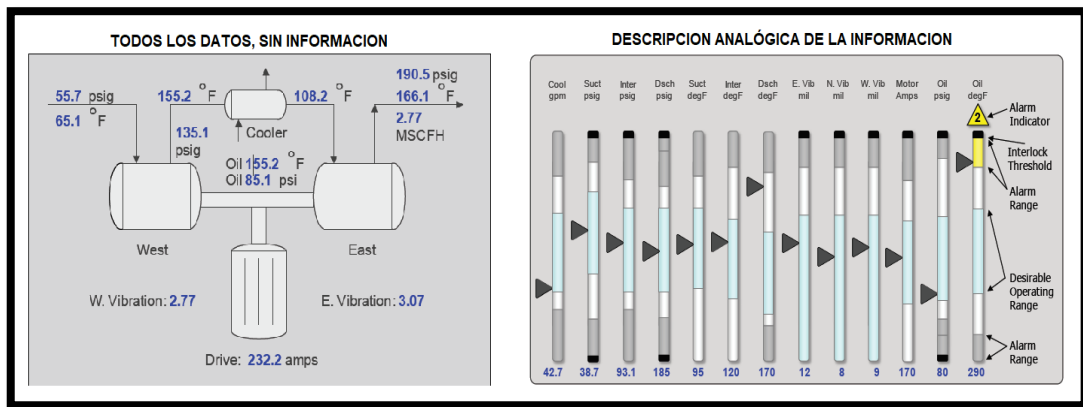 TODOS LOS DATOS, SIN INFORMACION
55.7 psig
65.1 °F
155.2 °F
108.2 °F
190.5 psig
166.1 °F
2.77
MSCFH
135.1
psig
Cooler
Oil 155.2 °F
Oil 85.1 psi
West
East
W. Vibration: 2.77
E. Vibration: 3.07
Drive: 232.2 amps
DESCRIPCION ANALÓGICA DE LA INFORMACION
Cool Suct Inter Dsch Suct Inter Dsch E. Vib N. Vib W. Vib Motor Oil Oil
gpm psig psig psig degF degF degF mil mil mil Amps psig degF
2
Alarm
Indicator
Interlock
Threshold
Alarm
Range
Desirable
Operating
Range
Alarm
Range
42.7 38.7 93.1 185 95 120 170 12 8 9 170 80 290